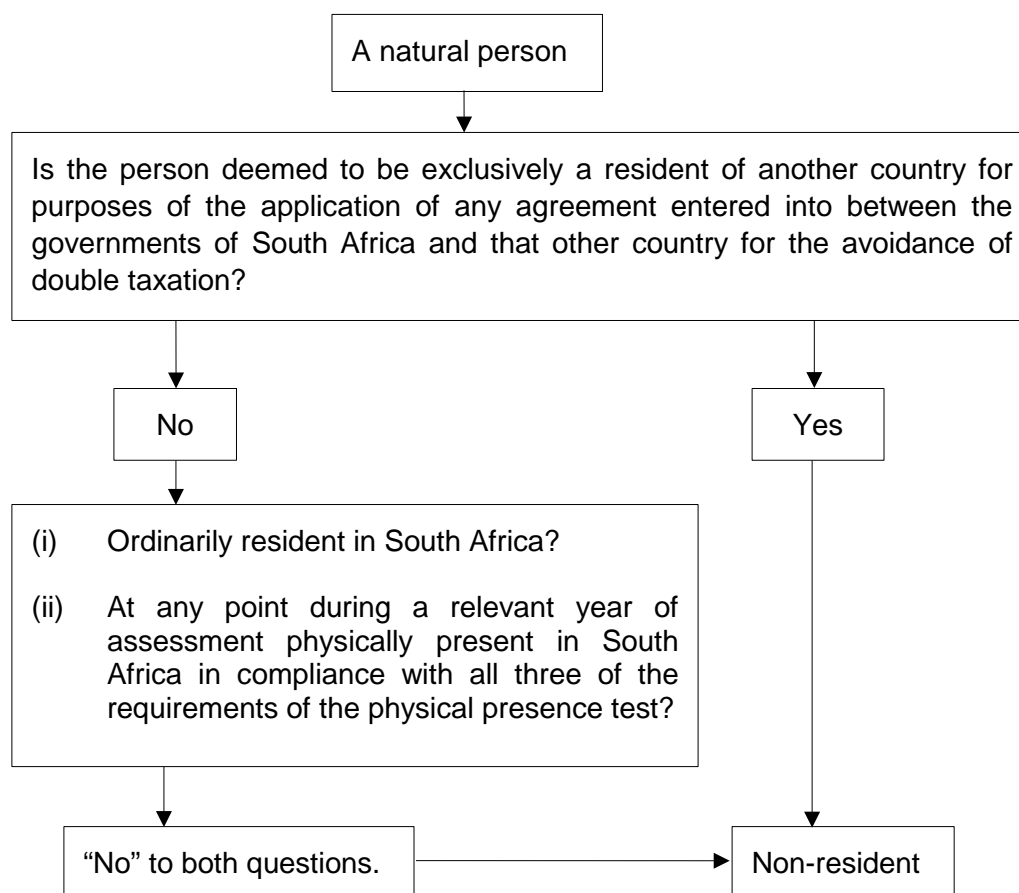 A natural person
Is the person deemed to be exclusively a resident of another country for
purposes of the application of any agreement entered into between the
governments of South Africa and that other country for the avoidance of
double taxation?
No
Yes
(i) Ordinarily resident in South Africa?
(ii) At any point during a relevant year of
assessment physically present in South
Africa in compliance with all three of the
requirements of the physical presence test?
“No” to both questions.
Non-resident